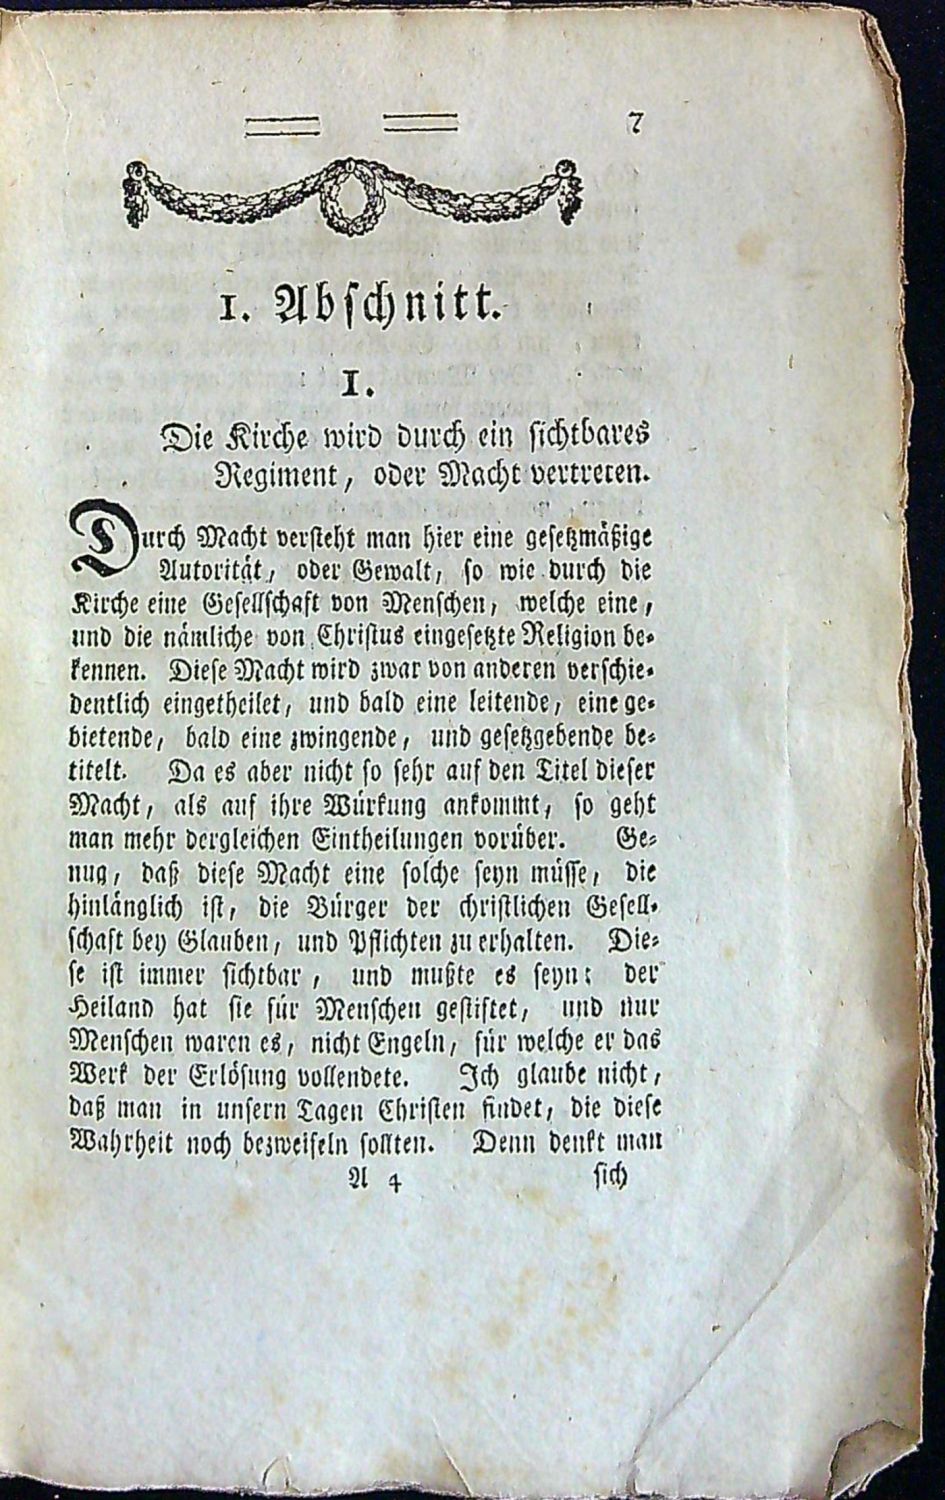 7
1. Abschnitt.
1.
Die Kirche wird durch ein sichtbares
Regiment, oder Macht vertreten.
Durch Macht versteht man hier eine gesetzmäßige
Autorität, oder Gewalt, so wie durch die
Kirche eine Gesellschaft von Menschen, welche eine,
und die nämliche von Christus eingesetzte Religion be-
kennen. Diese Macht wird zwar von anderen verschie-
dentlich eingetheilet, und bald eine leitende, eine ge-
bietende, bald eine zwingende, und gesetzgebende be-
titelt. Da es aber nicht so sehr auf den Titel dieser
Macht, als auf ihre Würkung ankommt, so geht
man mehr dergleichen Eintheilungen vorüber. Ge-
nug, daß diese Macht eine solche seyn müsse, die
hinlänglich ist, die Bürger der christlichen Gesell-
schaft bey Glauben, und Pflichten zu erhalten. Die-
se ist immer sichtbar, und mußte es seyn: der
Heiland hat sie für Menschen gestiftet, und nur
Menschen waren es, nicht Engeln, für welche er das
Werk der Erlösung vollendete. Ich glaube nicht,
daß man in unsern Tagen Christen findet, die diese
Wahrheit noch bezweifeln sollten. Denn denkt man
A 4 sich